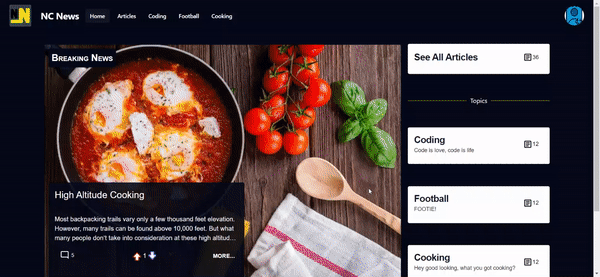 NN
NC News
Home
Articles
Coding
Football
Cooking
Breaking News
High Altitude Cooking
Most backpacking trails vary only a few thousand feet elevation.
However, many trails can be found above 10,000 feet. But what
many people don't take into consideration at these high altitud...
5
1
MORE...
See All Articles
36
Topics
Coding
Code is love, code is life
12
Football
FOOTIE!
12
Cooking
Hey good looking, what you got cooking?
12